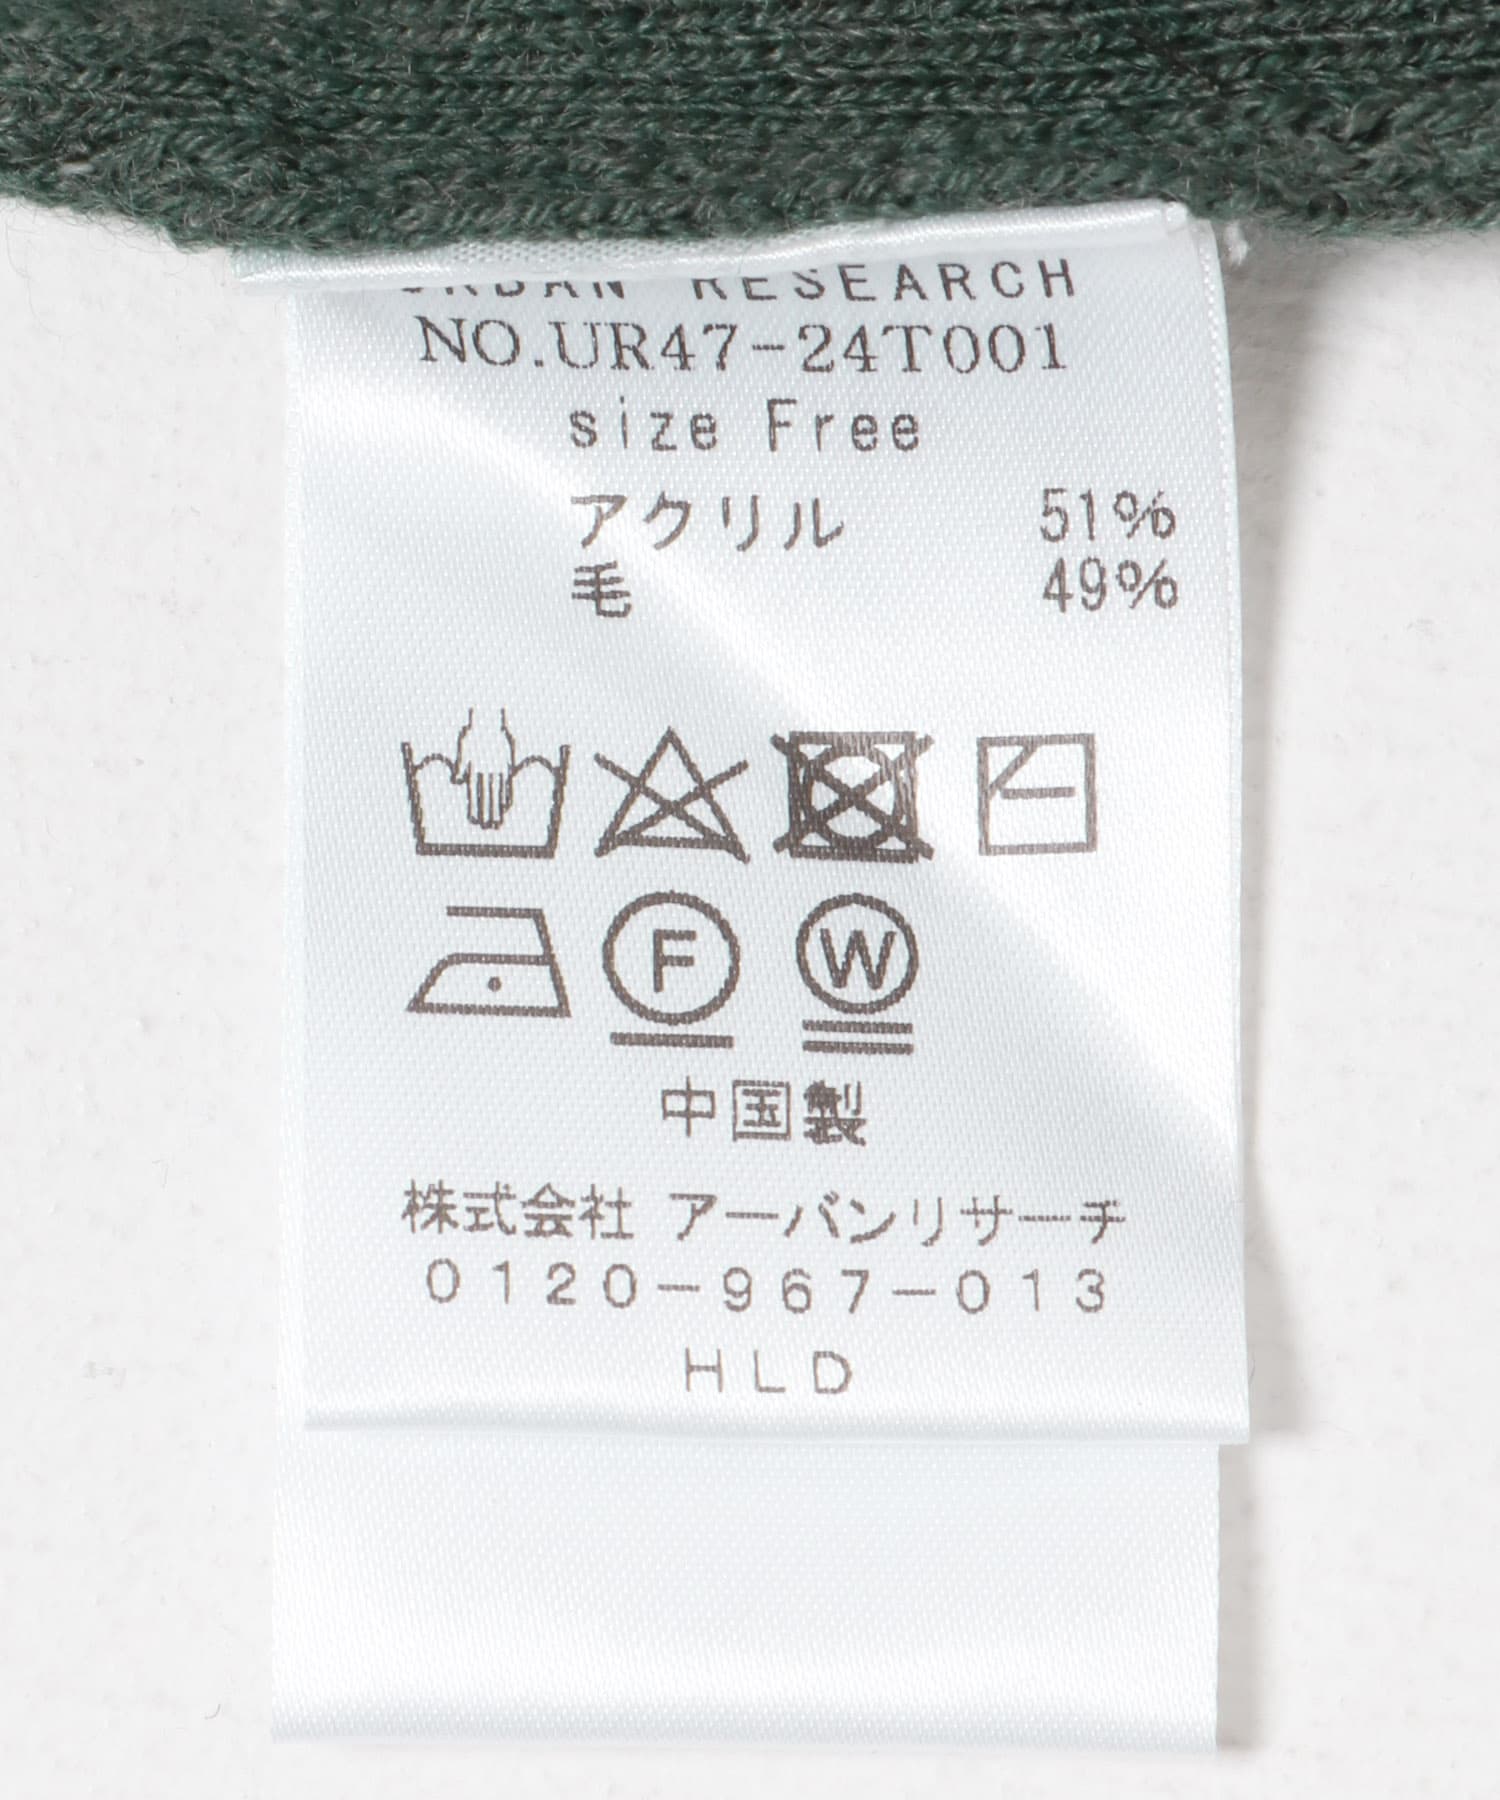 URBAN RESEARCH
NO.UR47-24T001
size Free
アクリル 51%
毛 49%
F W
中国製
株式会社 アーバンリサーチ
0120-967-013
HLD